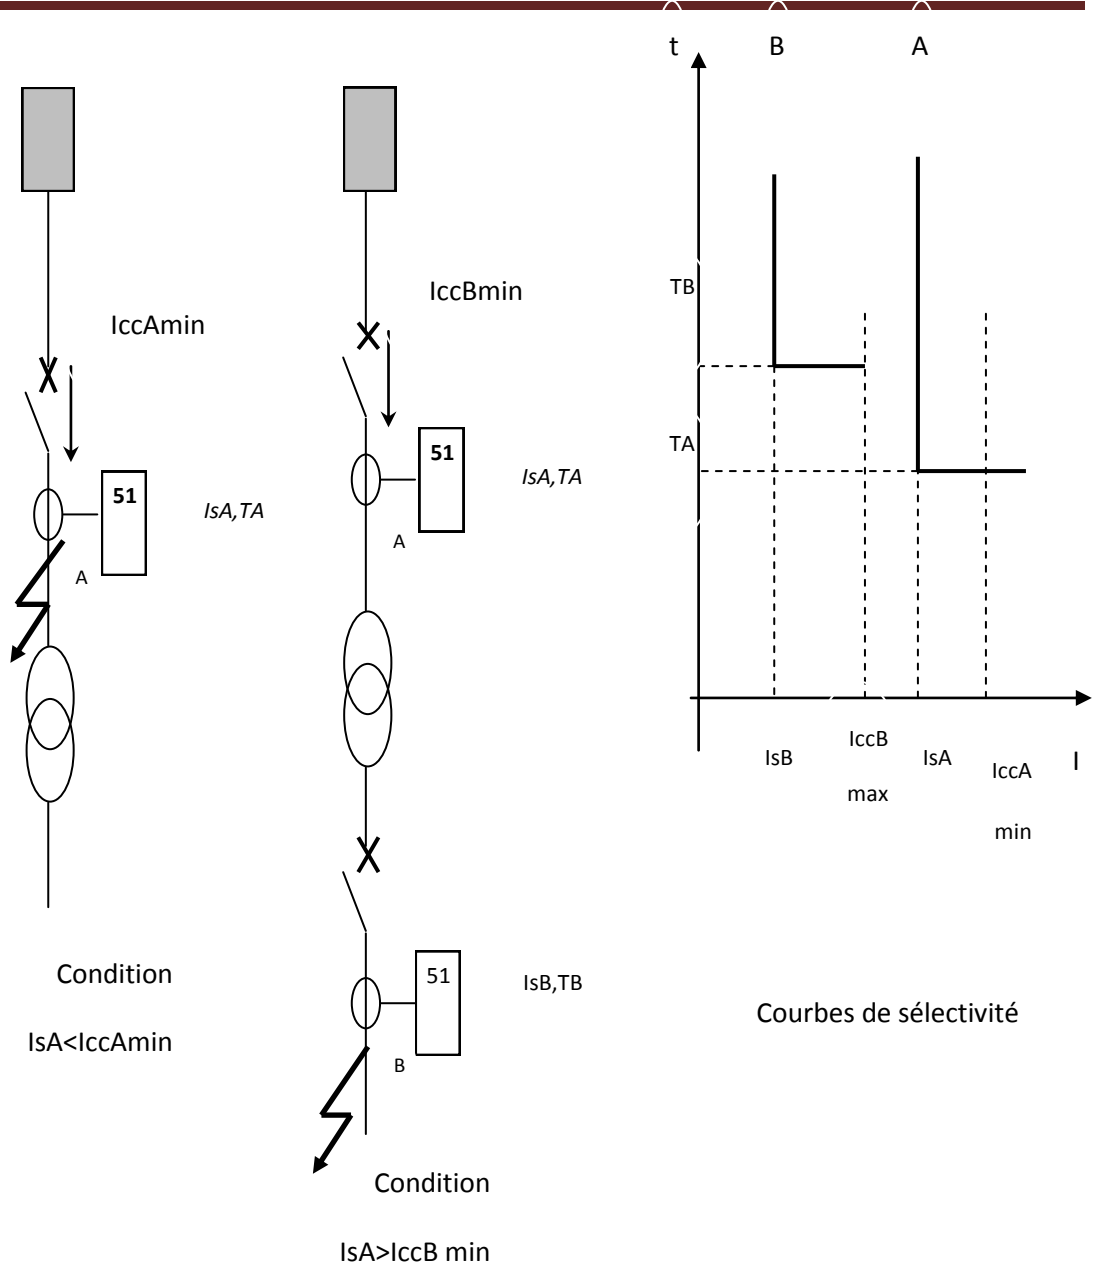 IccAmin
51
IsA,TA
A
Condition
IsA<IccAmin
IccBmin
51
IsA,TA
A
51
IsB,TB
B
Condition
IsA>IccB min
t
B
A
TB
TA
IsB
IccB
max
IsA
IccA
min
I
Courbes de sélectivité